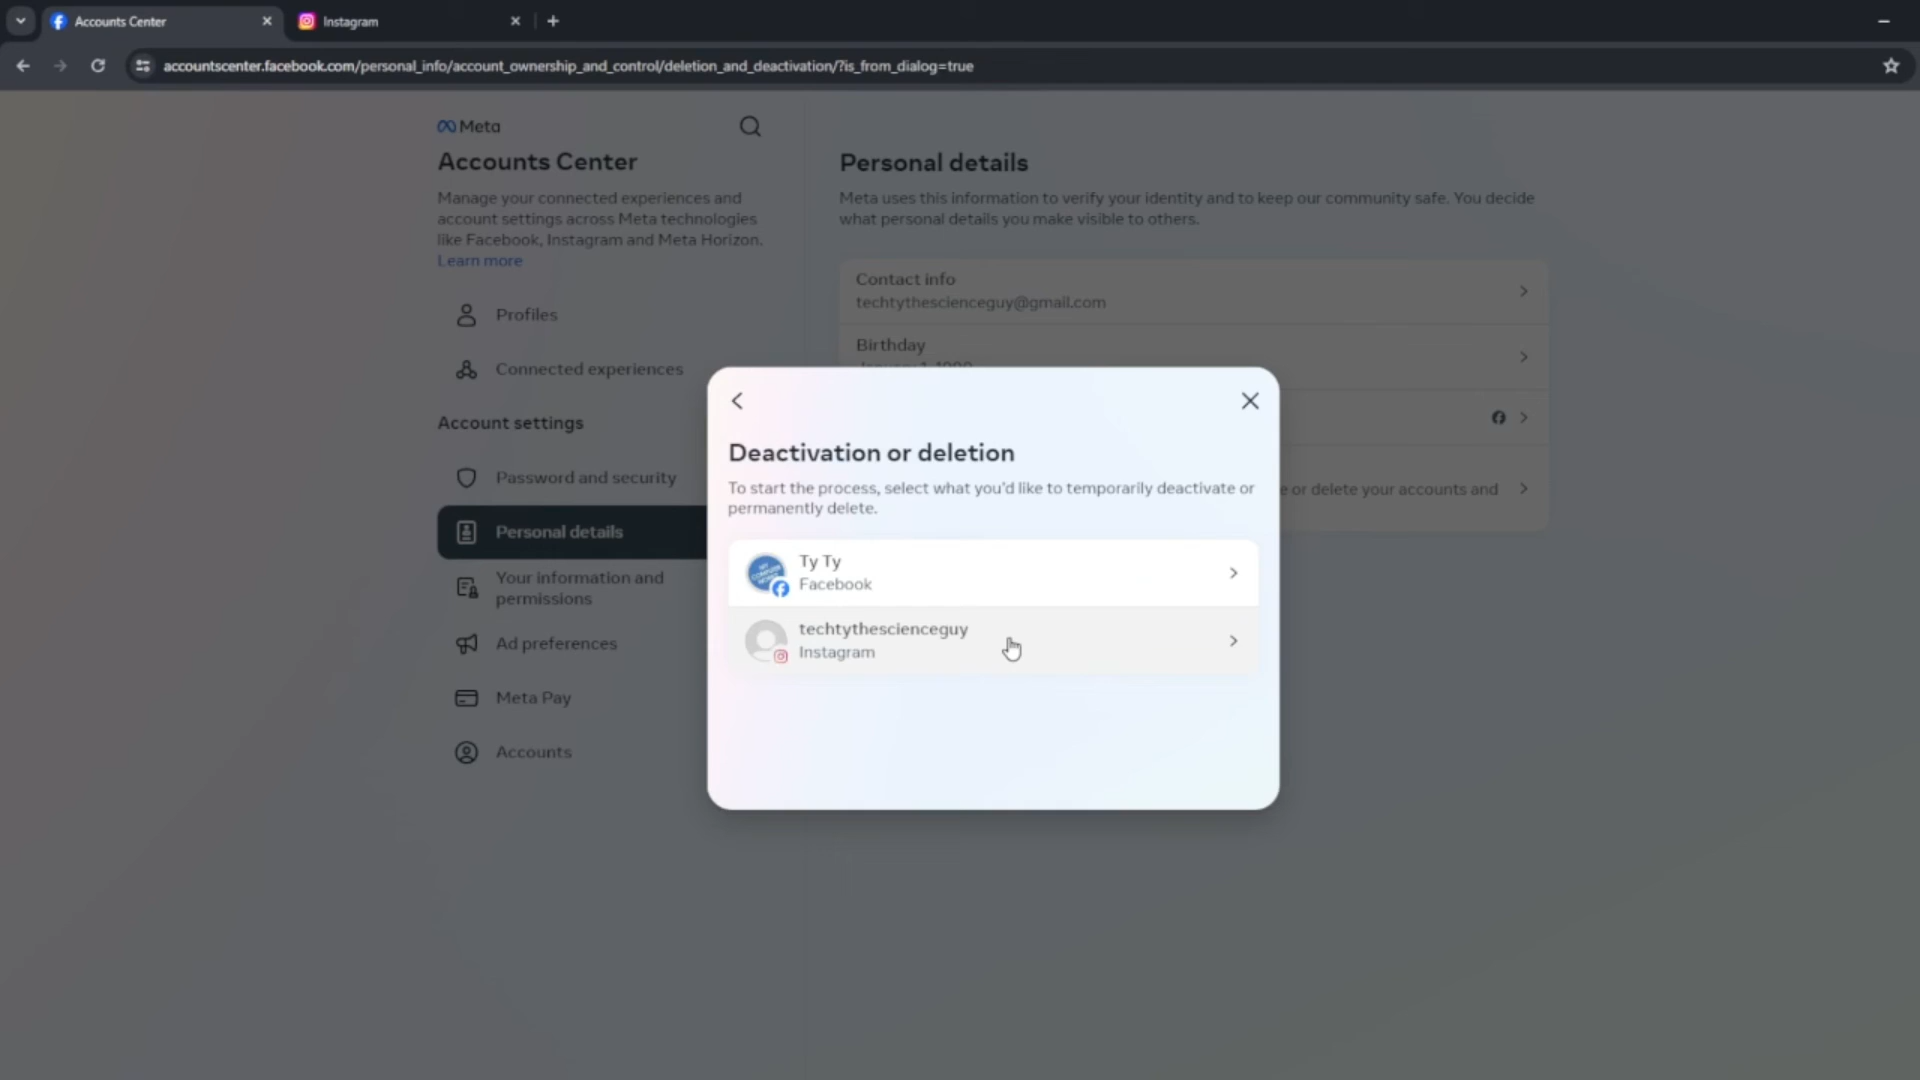 Accounts Center
Instagram
accountscenter.facebook.com/personal_info/account_ownership_and_control/deletion_and_deactivation/?is_from_dialog=true
Meta
Accounts Center
Manage your connected experiences and
account settings across Meta technologies
like Facebook, Instagram and Meta Horizon.
Learn more
Profiles
Connected experiences
Account settings
Password and security
Personal details
Your information and
permissions
Ad preferences
Meta Pay
Accounts
Personal details
Meta uses this information to verify your identity and to keep our community safe. You decide
what personal details you make visible to others.
Contact info
techtythescienceguy@gmail.com
Birthday
e or delete your accounts and
Deactivation or deletion
To start the process, select what you'd like to temporarily deactivate or
permanently delete.
Ty Ty
Facebook
techtythescienceguy
Instagram